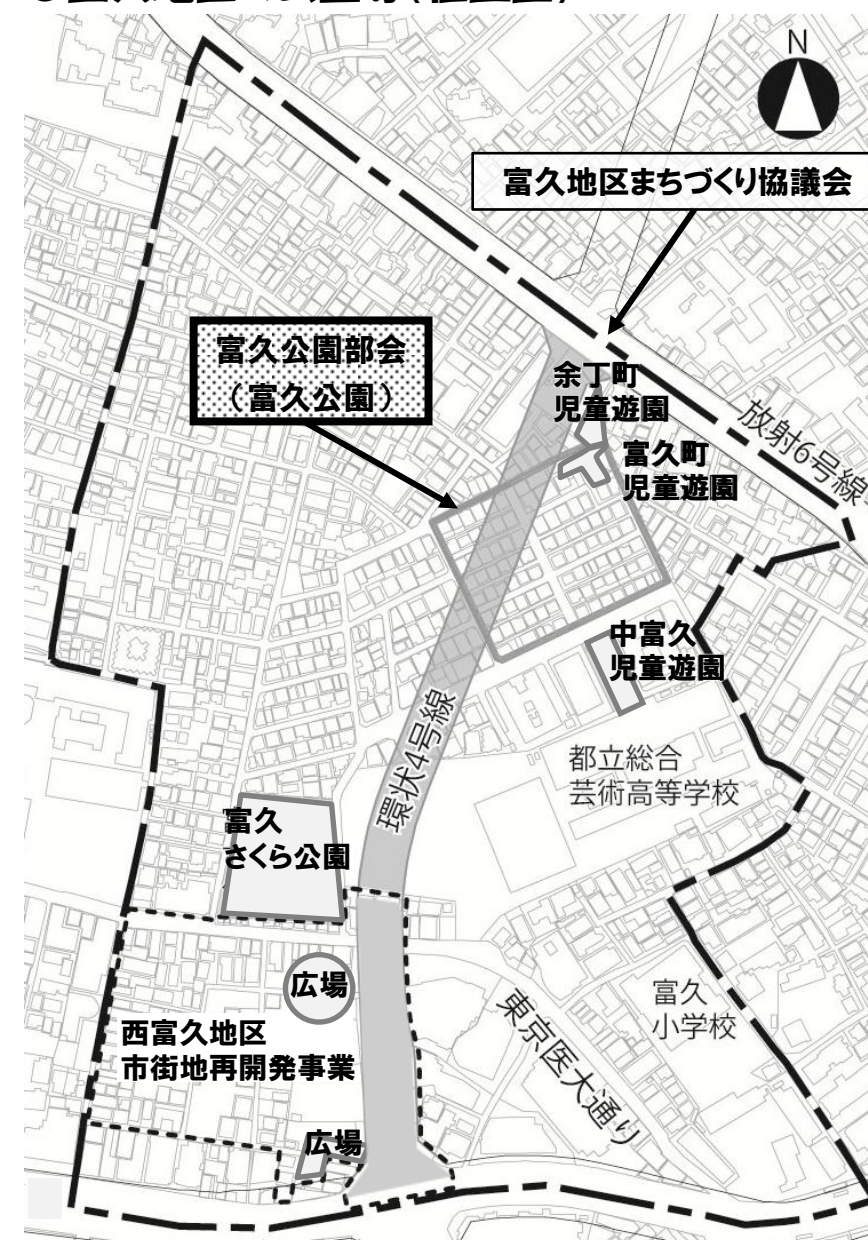 N
富久地区まちづくり協議会
富久公園部会
（富久公園）
余丁町
児童遊園
富久町
児童遊園
放射6号線
中富久
児童遊園
環状4号線
都立総合
芸術高等学校
富久
さくら公園
広場
西富久地区
市街地再開発事業
東京医大通り
富久
小学校
広場